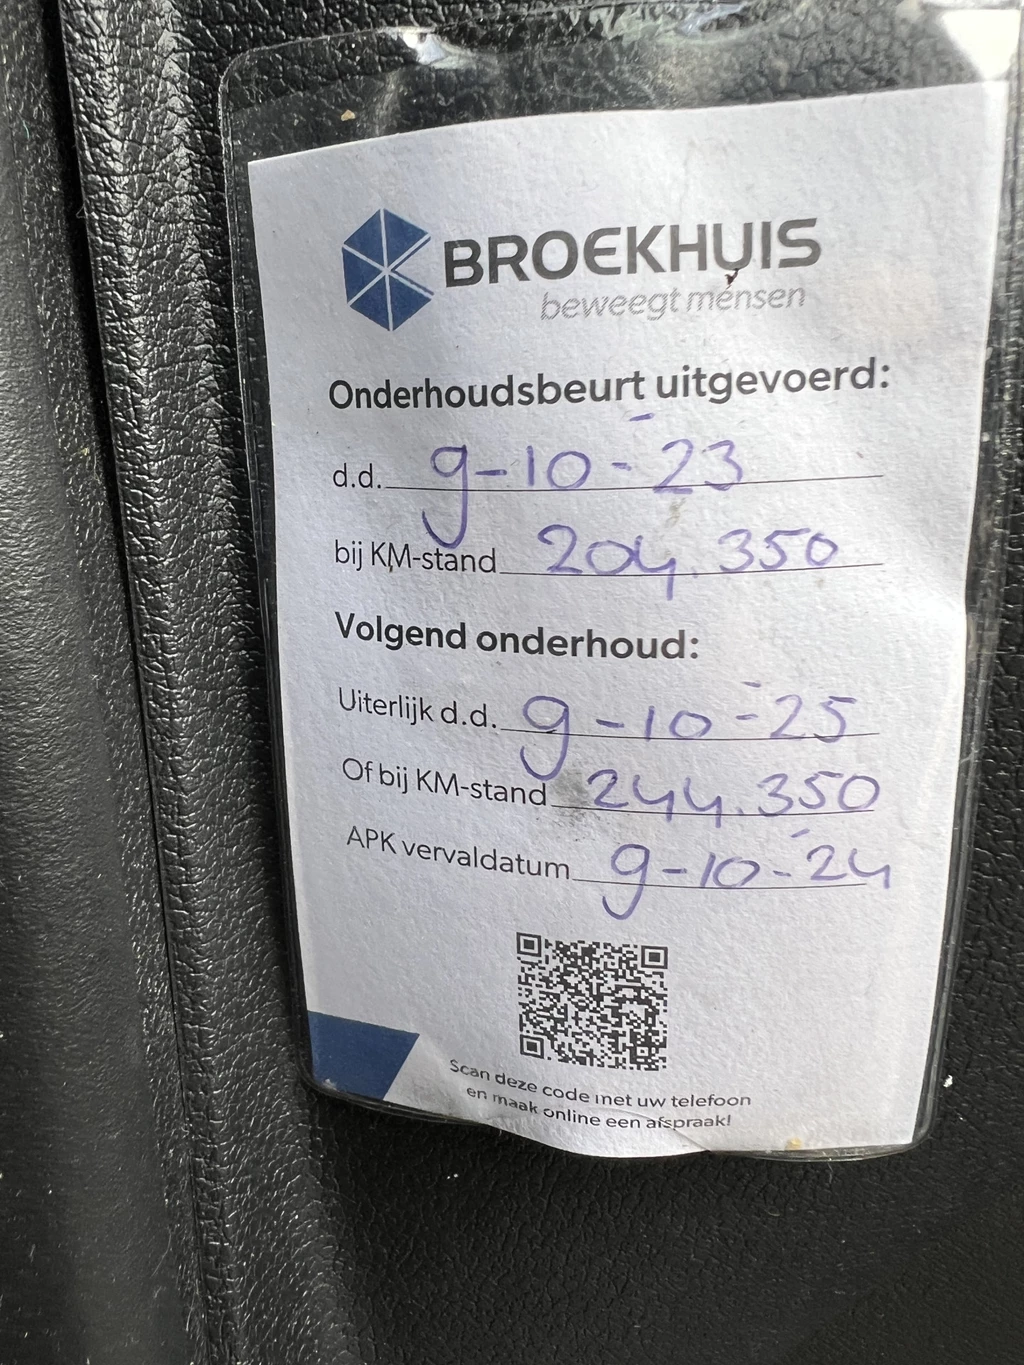 BROEKHUIS
beweegt mensen
Onderhoudsbeurt uitgevoerd:
d.d. 9-10-23
bij KM-stand 204.350
Volgend onderhoud:
Uiterlijk d.d. 9-10-25
Of bij KM-stand 244.350
APK vervaldatum 9-10-24
Scan deze code met uw telefoon
en maak online een afspraak!